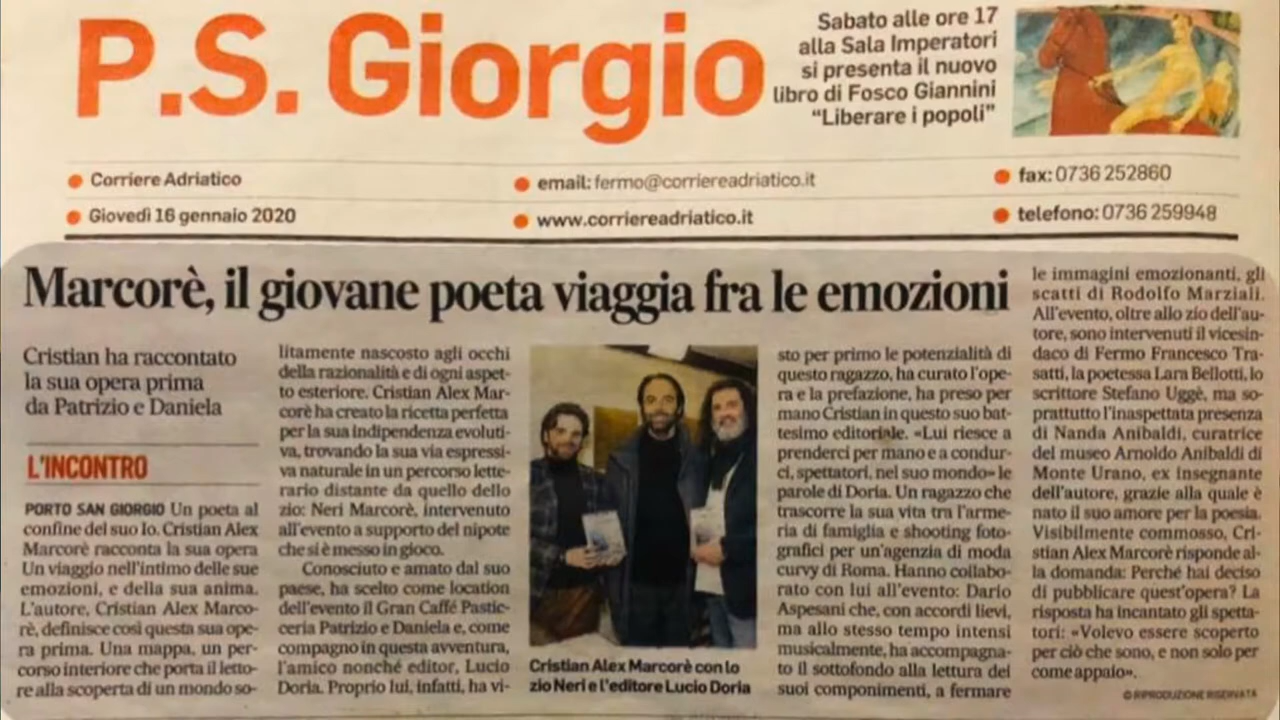 P.S. Giorgio
Sabato alle ore 17
alla Sala Imperatori
si presenta il nuovo
libro di Fosco Giannini
“Liberare i popoli”
Corriere Adriatico
email: fermo@corriereadriatico.it
fax: 0736 252860
Giovedì 16 gennaio 2020
www.corriereadriatico.it
telefono: 0736 259948
Marcorè, il giovane poeta viaggia fra le emozioni
Cristian ha raccontato
la sua opera prima
da Patrizio e Daniela
L'INCONTRO
PORTO SAN GIORGIO Un poeta al
confine del suo Io. Cristian Alex
Marcorè racconta la sua opera
Un viaggio nell'intimo delle sue
emozioni, e della sua anima.
L'autore, Cristian Alex Marco-
rè, definisce così questa sua ope-
ra prima. Una mappa, un per-
corso interiore che porta il letto-
re alla scoperta di un mondo so-
litamente nascosto agli occhi
della razionalità e di ogni aspet-
to esteriore. Cristian Alex Mar-
corè ha creato la ricetta perfetta
per la sua indipendenza evoluti-
va, trovando la sua via espressi-
va naturale in un percorso lette-
rario distante da quello dello
zio: Neri Marcorè, intervenuto
all'evento a supporto del nipote
che si è messo in gioco.
Conosciuto e amato dal suo
paese, ha scelto come location
dell'evento il Gran Caffé Pastic-
ceria Patrizio e Daniela e, come
compagno in questa avventura,
l'amico nonché editor, Lucio
Doria. Proprio lui, infatti, ha vi-
Cristian Alex Marcorè con lo
zio Neri e l'editore Lucio Doria
sto per primo le potenzialità di
questo ragazzo, ha curato l'ope-
ra e la prefazione, ha preso per
mano Cristian in questo suo bat-
tesimo editoriale. «Lui riesce a
prenderci per mano e a condur-
ci, spettatori, nel suo mondo» le
parole di Doria. Un ragazzo che
trascorre la sua vita tra l'arme-
ria di famiglia e shooting foto-
grafici per un'agenzia di moda
curvy di Roma. Hanno collabo-
rato con lui all'evento: Dario
Aspesani che, con accordi lievi,
ma allo stesso tempo intensi
musicalmente, ha accompagna-
to il sottofondo alla lettura dei
suoi componimenti, a fermare
le immagini emozionanti, gli
scatti di Rodolfo Marziali.
All'evento, oltre allo zio dell'au-
tore, sono intervenuti il vicesin-
daco di Fermo Francesco Tra-
satti, la poetessa Lara Bellotti, lo
scrittore Stefano Uggè, ma so-
prattutto l'inaspettata presenza
di Nanda Anibaldi, curatrice
del museo Arnoldo Anibaldi di
Monte Urano, ex insegnante
dell'autore, grazie alla quale è
nato il suo amore per la poesia.
Visibilmente commosso, Cri-
stian Alex Marcorè risponde al-
la domanda: Perché hai deciso
di pubblicare quest'opera? La
risposta ha incantato gli spetta-
tori: «Volevo essere scoperto
per ciò che sono, e non solo per
come appaio».
© RIPRODUZIONE RISERVATA